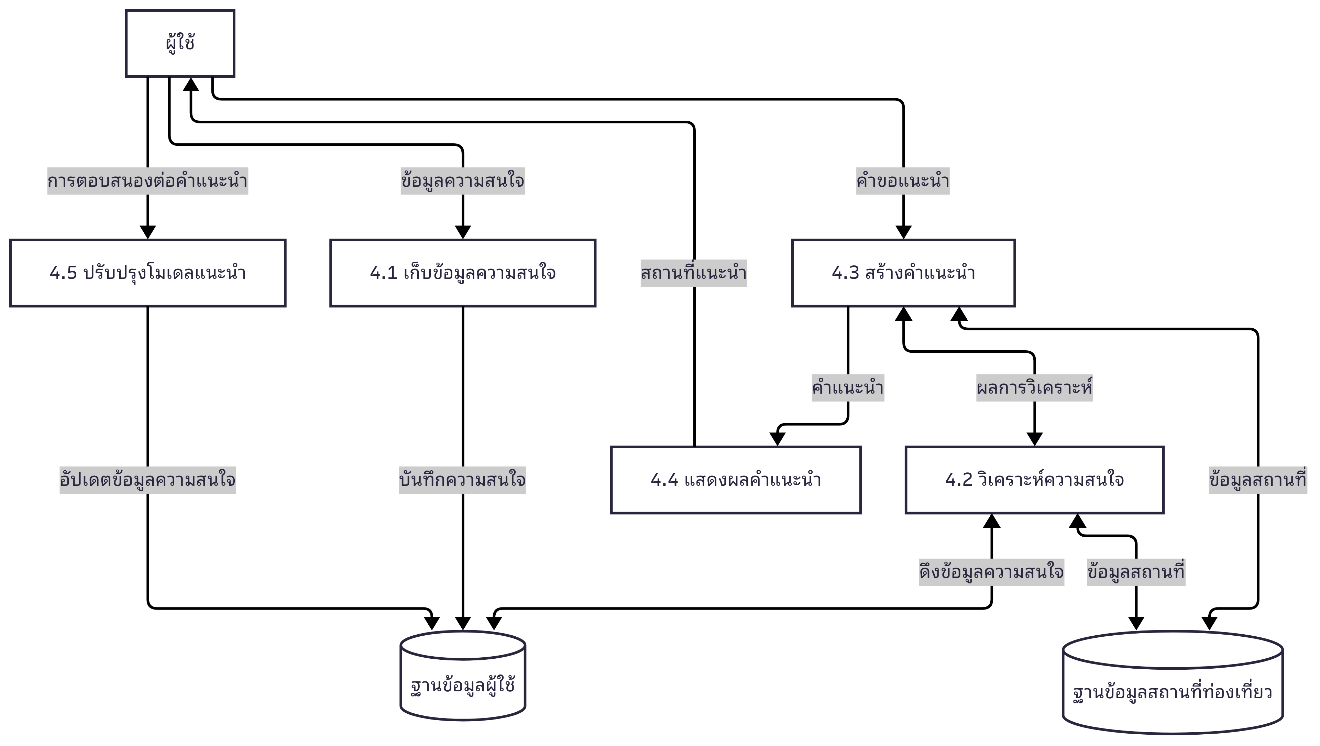 ผู้ใช้
การตอบสนองต่อคำแนะนำ
ข้อมูลความสนใจ
คำขอแนะนำ
4.5 ปรับปรุงโมเดลแนะนำ
4.1 เก็บข้อมูลความสนใจ
สถานที่แนะนำ
4.3 สร้างคำแนะนำ
คำแนะนำ
ผลการวิเคราะห์
อัปเดตข้อมูลความสนใจ
บันทึกความสนใจ
4.4 แสดงผลคำแนะนำ
4.2 วิเคราะห์ความสนใจ
ข้อมูลสถานที่
ดึงข้อมูลความสนใจ
ข้อมูลสถานที่
ฐานข้อมูลผู้ใช้
ฐานข้อมูลสถานที่ท่องเที่ยว